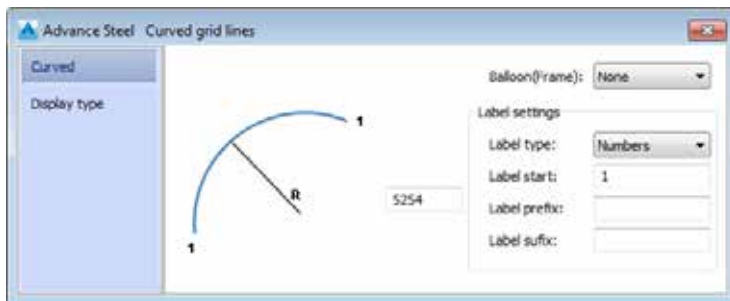 Advance Steel Curved grid lines
Curved
Display type
1
R
1
5254
Balloon(Frame): None
Label settings
Label type: Numbers
Label start: 1
Label prefix:
Label sufix: